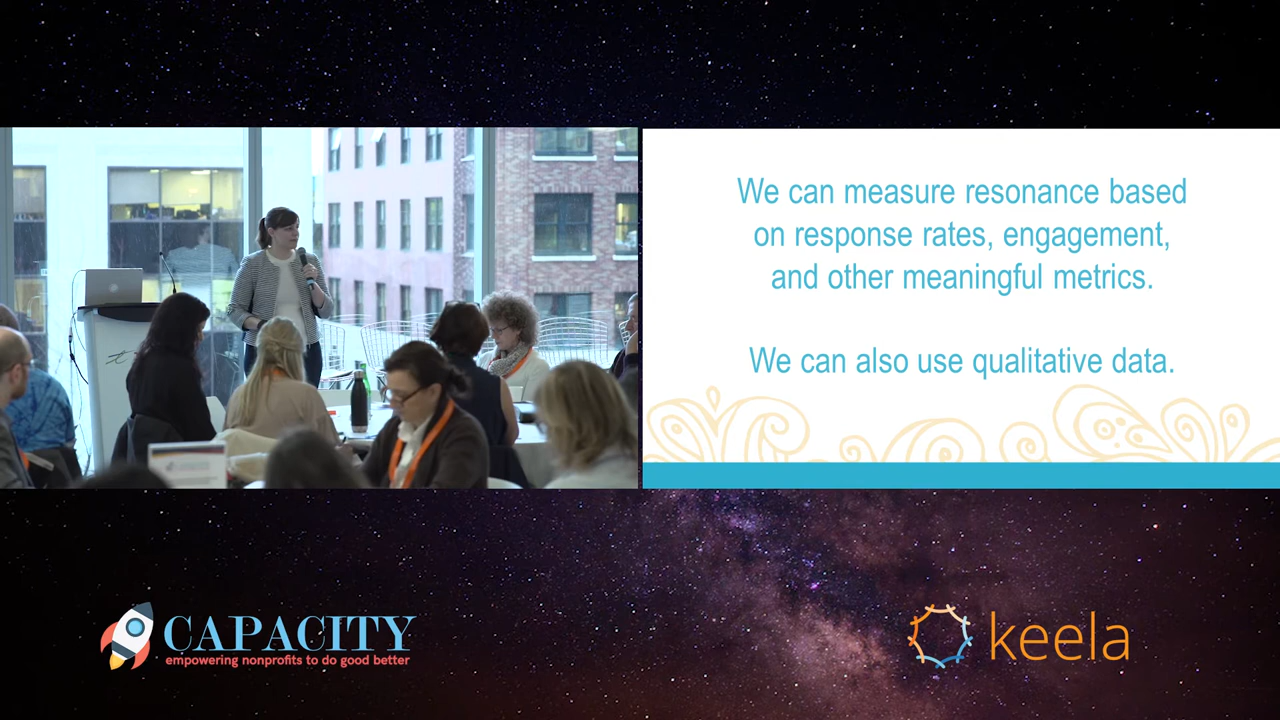 We can measure resonance based
on response rates, engagement,
and other meaningful metrics.
We can also use qualitative data.
CAPACITY
empowering nonprofits to do good better
keela